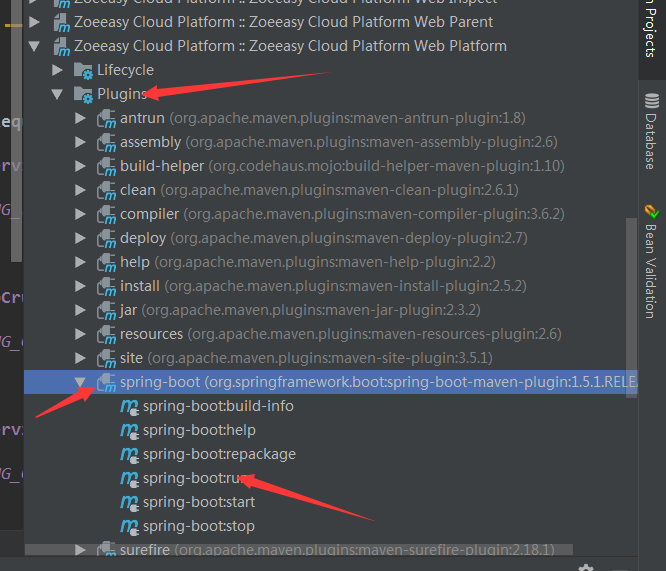 Zoeeasy Cloud Platform :: Zoeeasy Cloud Platform Web Inspect
Zoeeasy Cloud Platform :: Zoeeasy Cloud Platform Web Parent
Zoeeasy Cloud Platform :: Zoeeasy Cloud Platform Web Platform
Lifecycle
Plugins
antrun (org.apache.maven.plugins:maven-antrun-plugin:1.8)
assembly (org.apache.maven.plugins:maven-assembly-plugin:2.6)
build-helper (org.codehaus.mojo:build-helper-maven-plugin:1.10)
clean (org.apache.maven.plugins:maven-clean-plugin:2.6.1)
compiler (org.apache.maven.plugins:maven-compiler-plugin:3.6.2)
deploy (org.apache.maven.plugins:maven-deploy-plugin:2.7)
help (org.apache.maven.plugins:maven-help-plugin:2.2)
install (org.apache.maven.plugins:maven-install-plugin:2.5.2)
jar (org.apache.maven.plugins:maven-jar-plugin:2.3.2)
resources (org.apache.maven.plugins:maven-resources-plugin:2.6)
site (org.apache.maven.plugins:maven-site-plugin:3.5.1)
spring-boot (org.springframework.boot:spring-boot-maven-plugin:1.5.1.RELEA
spring-boot:build-info
spring-boot:help
spring-boot:repackage
spring-boot:run
spring-boot:start
spring-boot:stop
surefire (org.apache.maven.plugins:maven-surefire-plugin:2.18.1)
n Projects
Database
Bean Validation